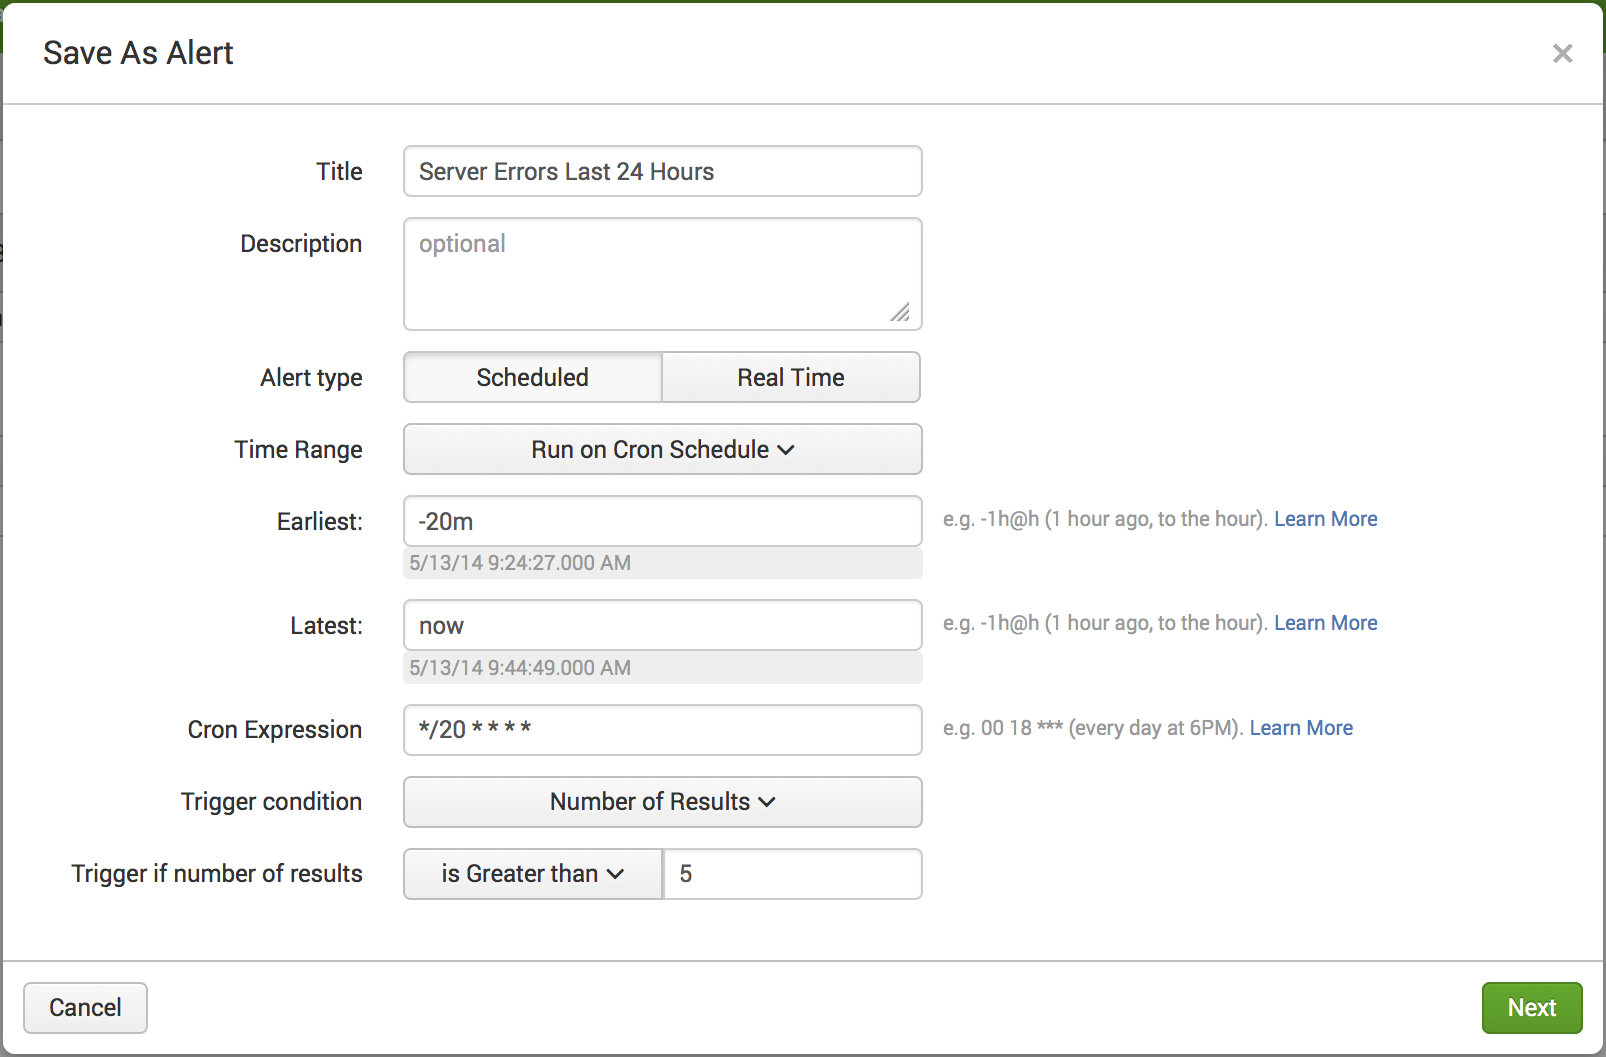 Save As Alert
Title
Server Errors Last 24 Hours
Description
optional
Alert type
Scheduled
Real Time
Time Range
Run on Cron Schedule
Earliest:
-20m
e.g. -1h@h (1 hour ago, to the hour). Learn More
5/13/14 9:24:27.000 AM
Latest:
now
e.g. -1h@h (1 hour ago, to the hour). Learn More
5/13/14 9:44:49.000 AM
Cron Expression
*/20 * * * *
e.g. 00 18 *** (every day at 6PM). Learn More
Trigger condition
Number of Results
Trigger if number of results
is Greater than
5
Cancel
Next